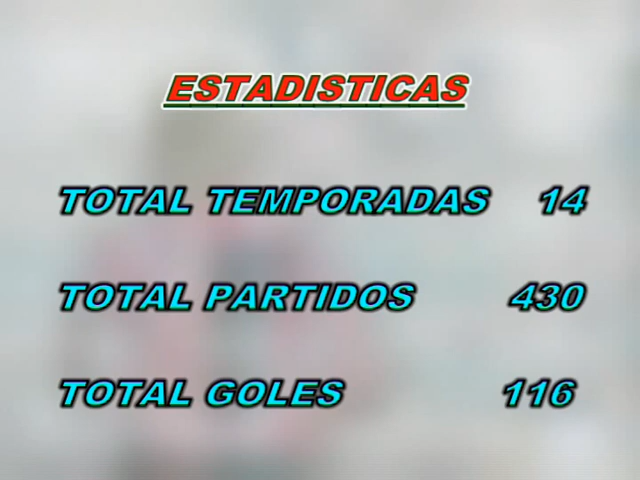 ESTADISTICAS
TOTAL TEMPORADAS 14
TOTAL PARTIDOS 430
TOTAL GOLES 116